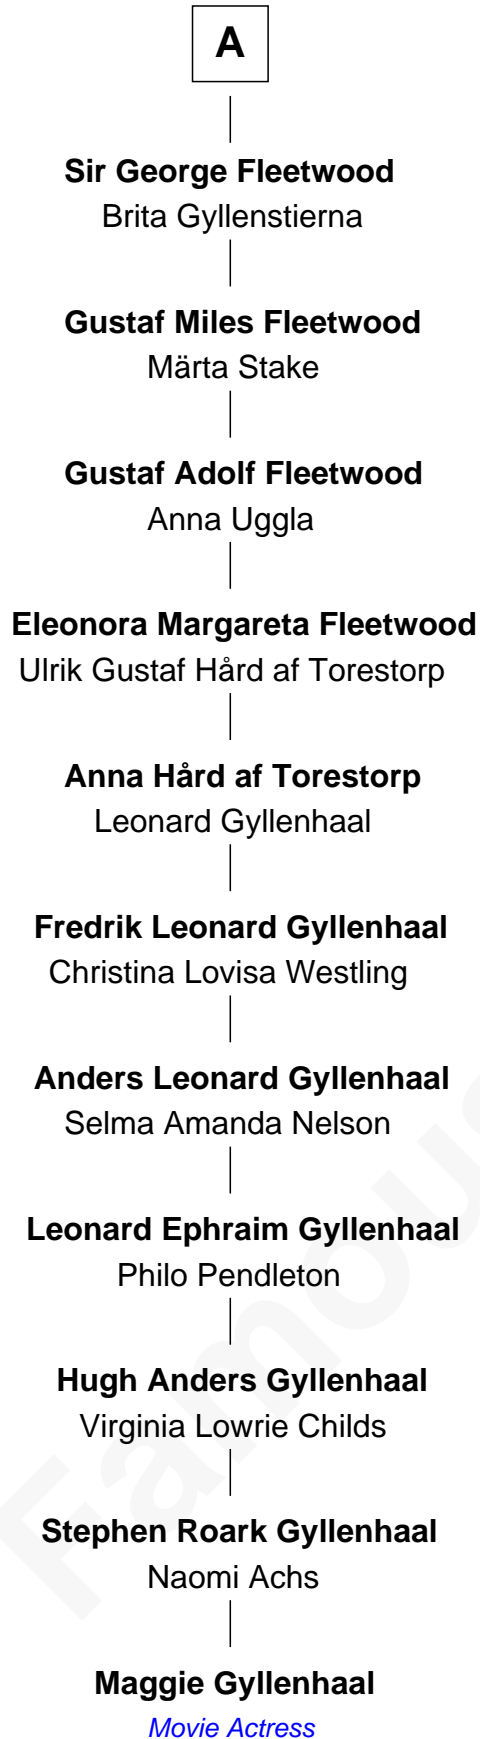 A
Sir George Fleetwood
Brita Gyllenstierna
Gustaf Miles Fleetwood
Märta Stake
Gustaf Adolf Fleetwood
Anna Uggla
Eleonora Margareta Fleetwood
Ulrik Gustaf Hård af Torestorp
Anna Hård af Torestorp
Leonard Gyllenhaal
Fredrik Leonard Gyllenhaal
Christina Lovisa Westling
Anders Leonard Gyllenhaal
Selma Amanda Nelson
Leonard Ephraim Gyllenhaal
Philo Pendleton
Hugh Anders Gyllenhaal
Virginia Lowrie Childs
Stephen Roark Gyllenhaal
Naomi Achs
Maggie Gyllenhaal
Movie Actress
Famous